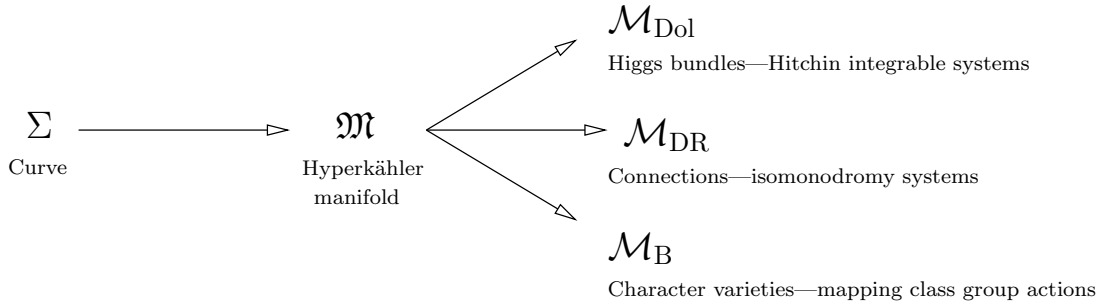 Σ
Curve
𝔐
Hyperkähler
manifold
ℳ_Dol
Higgs bundles—Hitchin integrable systems
ℳ_DR
Connections—isomonodromy systems
ℳ_B
Character varieties—mapping class group actions